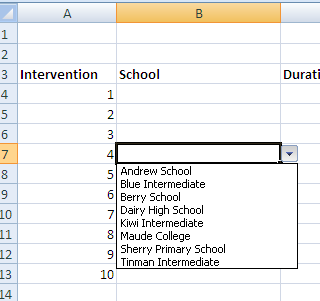 A B
1
2
3 Intervention School Durati
4 1
5 2
6 3
7 4
Andrew School
8 5 Blue Intermediate
Berry School
9 6 Dairy High School
10 7 Kiwi Intermediate
11 8 Maude College
12 9 Sherry Primary School
13 10 Tinman Intermediate
14